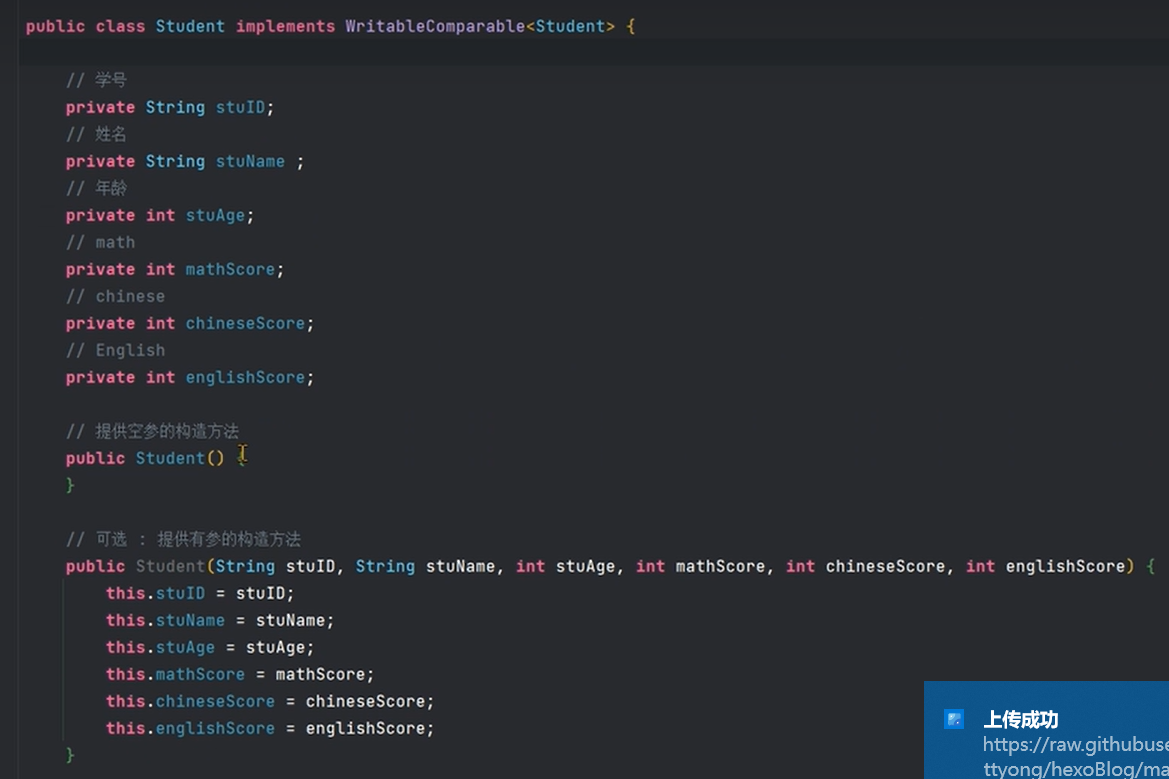 public class Student implements WritableComparable<Student> {
// 学号
private String stuID;
// 姓名
private String stuName ;
// 年龄
private int stuAge;
// math
private int mathScore;
// chinese
private int chineseScore;
// English
private int englishScore;
// 提供空参的构造方法
public Student() {
}
// 可选 : 提供有参的构造方法
public Student(String stuID, String stuName, int stuAge, int mathScore, int chineseScore, int englishScore) {
this.stuID = stuID;
this.stuName = stuName;
this.stuAge = stuAge;
this.mathScore = mathScore;
this.chineseScore = chineseScore;
this.englishScore = englishScore;
}
上传成功
https://raw.githubuse
ttyong/hexoBlog/ma